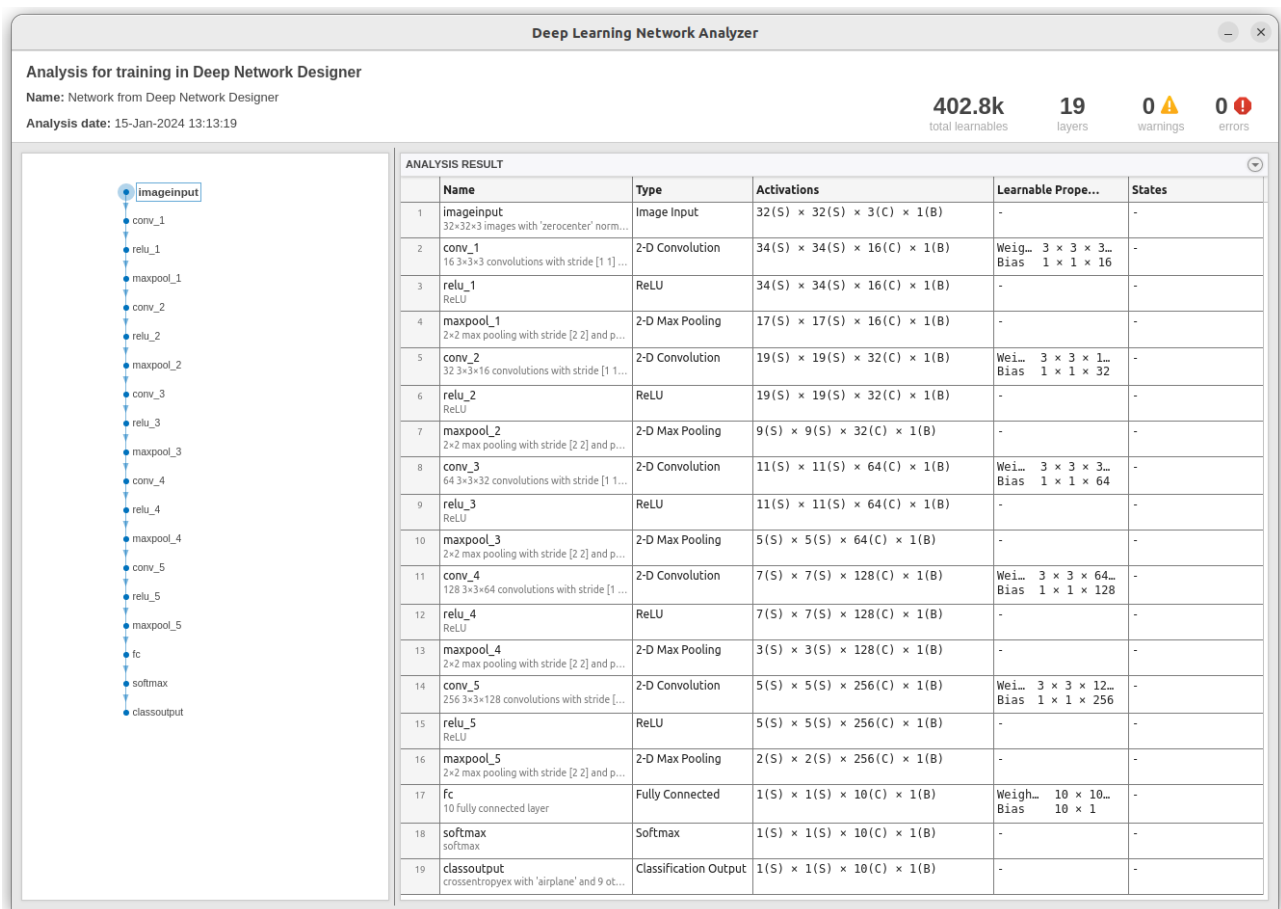 Deep Learning Network Analyzer
Analysis for training in Deep Network Designer
Name: Network from Deep Network Designer
Analysis date: 15-Jan-2024 13:13:19
402.8k 19 0 0
total learnables layers warnings errors
imageinput
conv_1
relu_1
maxpool_1
conv_2
relu_2
maxpool_2
conv_3
relu_3
maxpool_3
conv_4
relu_4
maxpool_4
conv_5
relu_5
maxpool_5
fc
softmax
classoutput
ANALYSIS RESULT
Name Type Activations Learnable Prope... States
1 imageinput Image Input 32(S) × 32(S) × 3(C) × 1(B) - -
32×32×3 images with 'zerocenter' norm...
2 conv_1 2-D Convolution 34(S) × 34(S) × 16(C) × 1(B) Weig… 3 × 3 × 3… -
16 3×3×3 convolutions with stride [1 1] ... Bias 1 × 1 × 16
3 relu_1 ReLU 34(S) × 34(S) × 16(C) × 1(B) - -
ReLU
4 maxpool_1 2-D Max Pooling 17(S) × 17(S) × 16(C) × 1(B) - -
2×2 max pooling with stride [2 2] and p...
5 conv_2 2-D Convolution 19(S) × 19(S) × 32(C) × 1(B) Wei… 3 × 3 × 1… -
32 3×3×16 convolutions with stride [1 1... Bias 1 × 1 × 32
6 relu_2 ReLU 19(S) × 19(S) × 32(C) × 1(B) - -
ReLU
7 maxpool_2 2-D Max Pooling 9(S) × 9(S) × 32(C) × 1(B) - -
2×2 max pooling with stride [2 2] and p...
8 conv_3 2-D Convolution 11(S) × 11(S) × 64(C) × 1(B) Wei… 3 × 3 × 3… -
64 3×3×32 convolutions with stride [1 1... Bias 1 × 1 × 64
9 relu_3 ReLU 11(S) × 11(S) × 64(C) × 1(B) - -
ReLU
10 maxpool_3 2-D Max Pooling 5(S) × 5(S) × 64(C) × 1(B) - -
2×2 max pooling with stride [2 2] and p...
11 conv_4 2-D Convolution 7(S) × 7(S) × 128(C) × 1(B) Wei… 3 × 3 × 64… -
128 3×3×64 convolutions with stride [1 ... Bias 1 × 1 × 128
12 relu_4 ReLU 7(S) × 7(S) × 128(C) × 1(B) - -
ReLU
13 maxpool_4 2-D Max Pooling 3(S) × 3(S) × 128(C) × 1(B) - -
2×2 max pooling with stride [2 2] and p...
14 conv_5 2-D Convolution 5(S) × 5(S) × 256(C) × 1(B) Wei… 3 × 3 × 12… -
256 3×3×128 convolutions with stride [... Bias 1 × 1 × 256
15 relu_5 ReLU 5(S) × 5(S) × 256(C) × 1(B) - -
ReLU
16 maxpool_5 2-D Max Pooling 2(S) × 2(S) × 256(C) × 1(B) - -
2×2 max pooling with stride [2 2] and p...
17 fc Fully Connected 1(S) × 1(S) × 10(C) × 1(B) Weigh… 10 × 10… -
10 fully connected layer Bias 10 × 1
18 softmax Softmax 1(S) × 1(S) × 10(C) × 1(B) - -
softmax
19 classoutput Classification Output 1(S) × 1(S) × 10(C) × 1(B) - -
crossentropyex with 'airplane' and 9 ot...